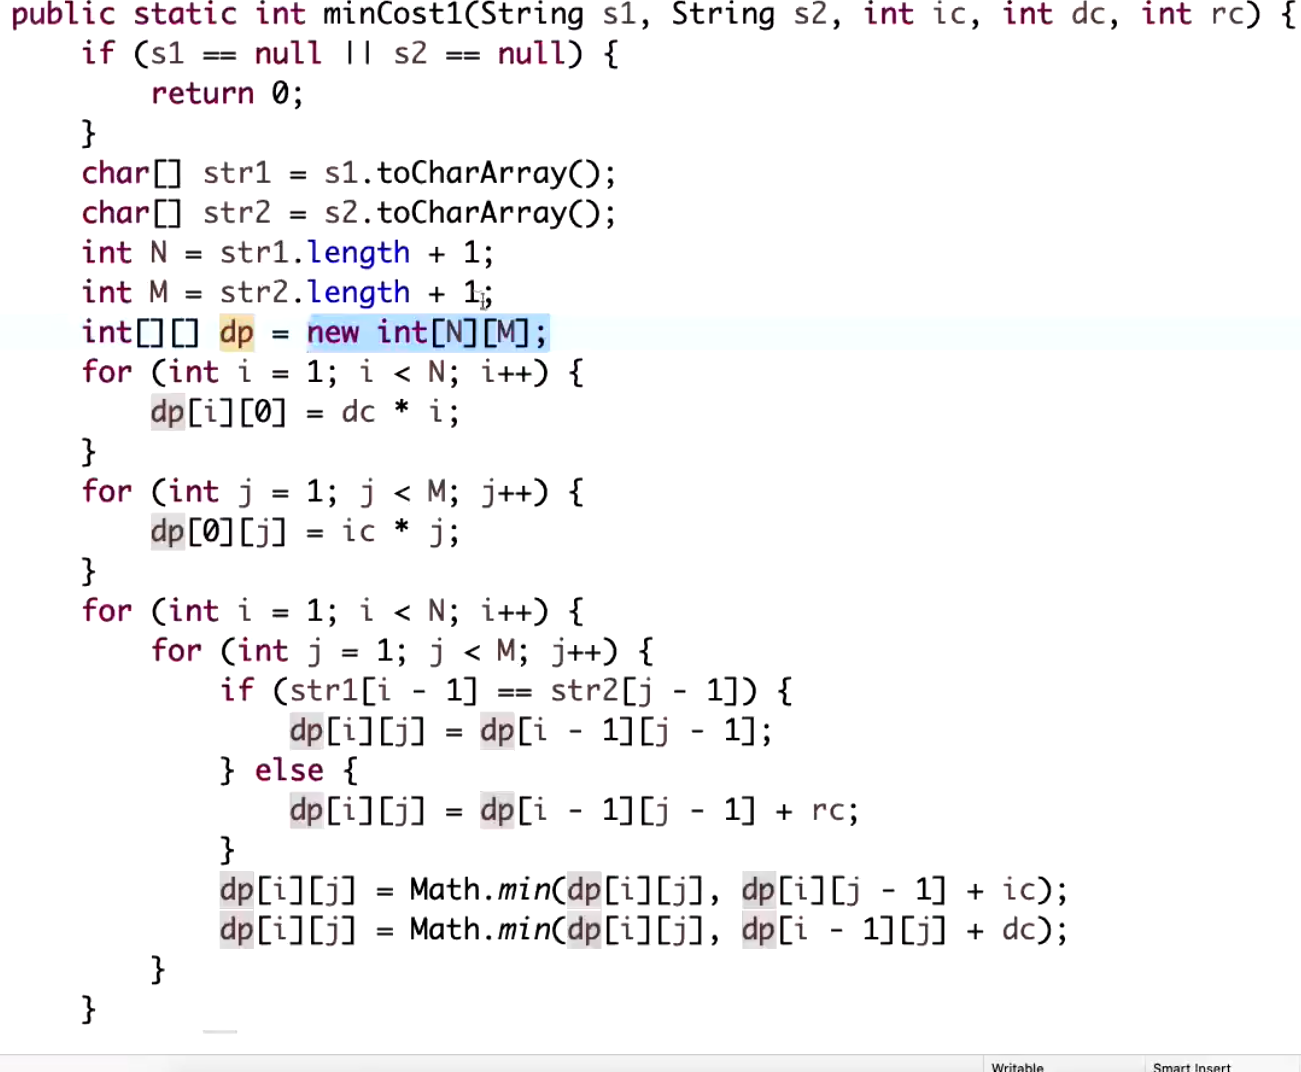 public static int minCost1(String s1, String s2, int ic, int dc, int rc) {
    if (s1 == null || s2 == null) {
        return 0;
    }
    char[] str1 = s1.toCharArray();
    char[] str2 = s2.toCharArray();
    int N = str1.length + 1;
    int M = str2.length + 1;
    int[][] dp = new int[N][M];
    for (int i = 1; i < N; i++) {
        dp[i][0] = dc * i;
    }
    for (int j = 1; j < M; j++) {
        dp[0][j] = ic * j;
    }
    for (int i = 1; i < N; i++) {
        for (int j = 1; j < M; j++) {
            if (str1[i - 1] == str2[j - 1]) {
                dp[i][j] = dp[i - 1][j - 1];
            } else {
                dp[i][j] = dp[i - 1][j - 1] + rc;
            }
            dp[i][j] = Math.min(dp[i][j], dp[i][j - 1] + ic);
            dp[i][j] = Math.min(dp[i][j], dp[i - 1][j] + dc);
        }
    }
Writable Smart Insert